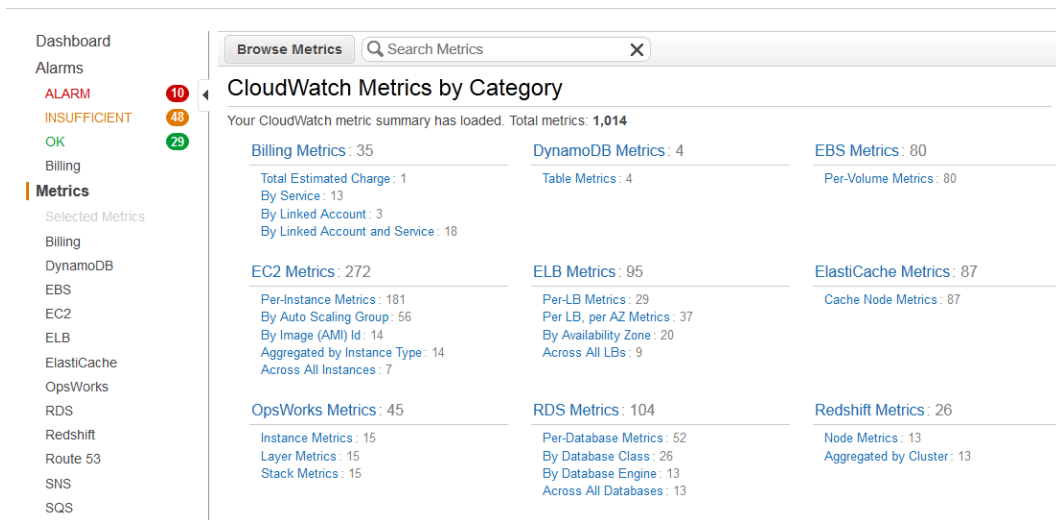 Dashboard
Alarms
ALARM 10
INSUFFICIENT 48
OK 29
Billing
Metrics
Selected Metrics
Billing
DynamoDB
EBS
EC2
ELB
ElastiCache
OpsWorks
RDS
Redshift
Route 53
SNS
SQS
Browse Metrics Search Metrics X
CloudWatch Metrics by Category
Your CloudWatch metric summary has loaded. Total metrics: 1,014
Billing Metrics: 35
Total Estimated Charge: 1
By Service: 13
By Linked Account: 3
By Linked Account and Service: 18
DynamoDB Metrics: 4
Table Metrics: 4
EBS Metrics: 80
Per-Volume Metrics: 80
EC2 Metrics: 272
Per-Instance Metrics: 181
By Auto Scaling Group: 56
By Image (AMI) Id: 14
Aggregated by Instance Type: 14
Across All Instances: 7
ELB Metrics: 95
Per-LB Metrics: 29
Per LB, per AZ Metrics: 37
By Availability Zone: 20
Across All LBs: 9
ElastiCache Metrics: 87
Cache Node Metrics: 87
OpsWorks Metrics: 45
Instance Metrics: 15
Layer Metrics: 15
Stack Metrics: 15
RDS Metrics: 104
Per-Database Metrics: 52
By Database Class: 26
By Database Engine: 13
Across All Databases: 13
Redshift Metrics: 26
Node Metrics: 13
Aggregated by Cluster: 13